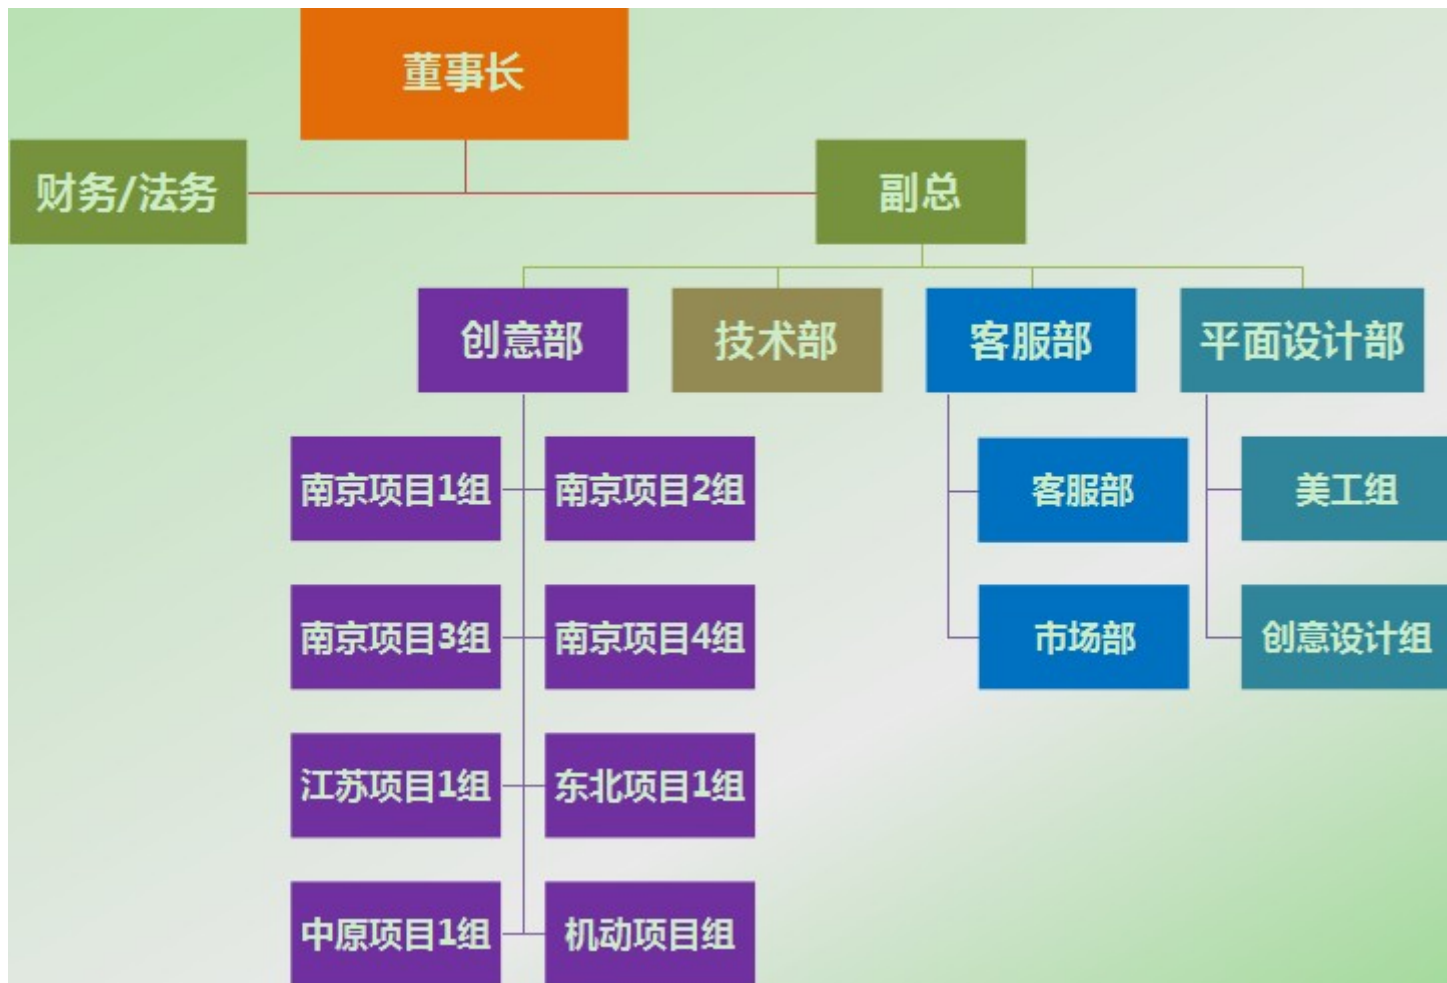 董事长
财务/法务
副总
创意部
技术部
客服部
平面设计部
南京项目1组
南京项目2组
客服部
美工组
南京项目3组
南京项目4组
市场部
创意设计组
江苏项目1组
东北项目1组
中原项目1组
机动项目组